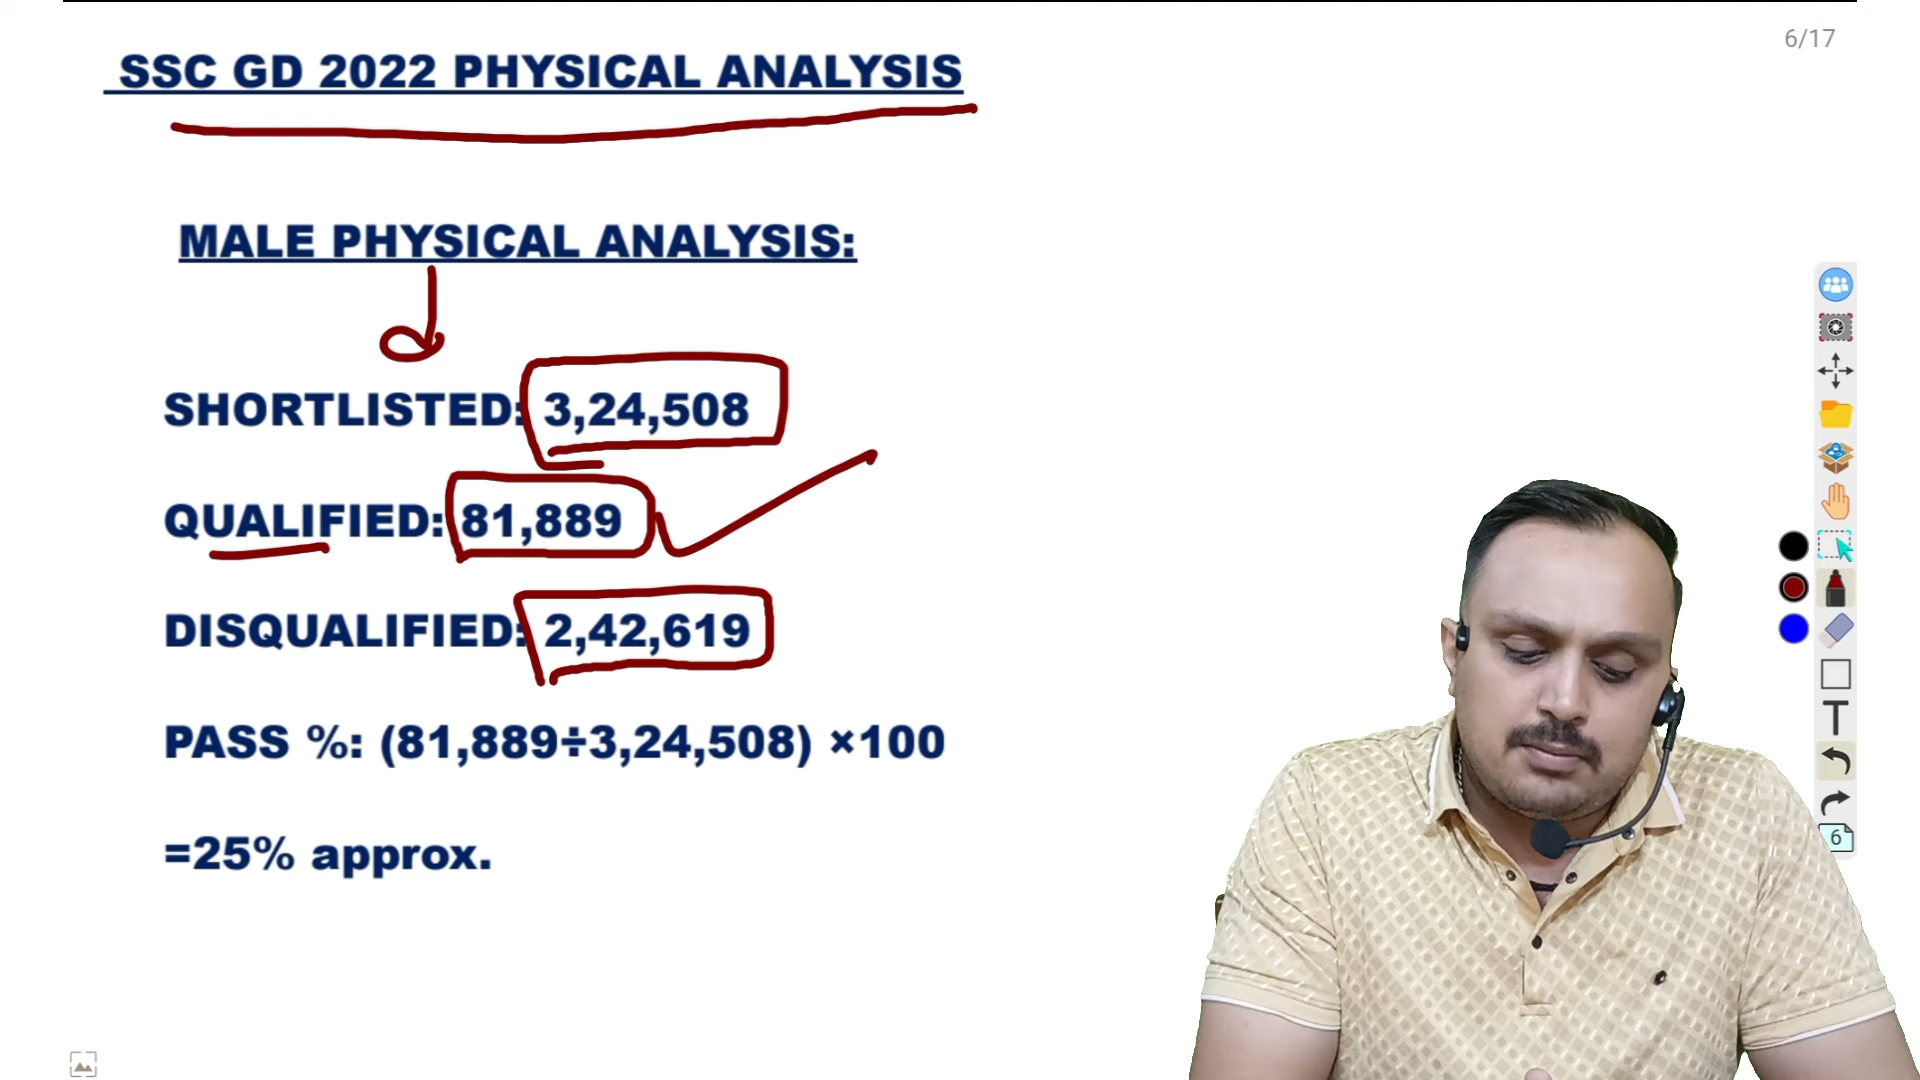 6/17
SSC GD 2022 PHYSICAL ANALYSIS
MALE PHYSICAL ANALYSIS:
SHORTLISTED: 3,24,508
QUALIFIED: 81,889
DISQUALIFIED: 2,42,619
PASS %: (81,889÷3,24,508) ×100
=25% approx.
T
6